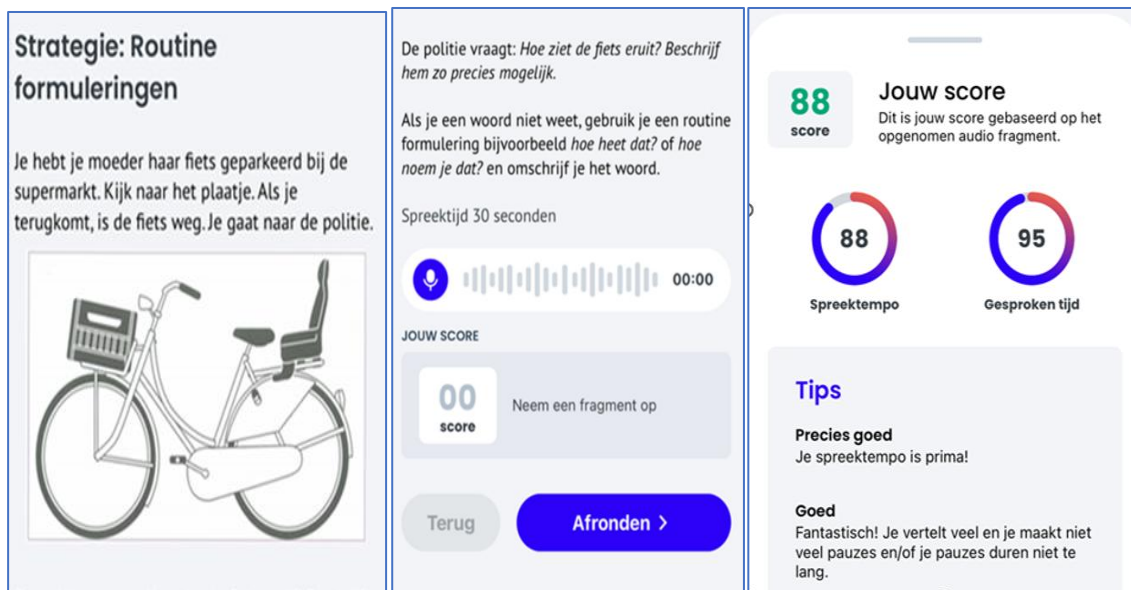 Strategie: Routine
formuleringen
Je hebt je moeder haar fiets geparkeerd bij de
supermarkt. Kijk naar het plaatje. Als je
terugkomt, is de fiets weg. Je gaat naar de politie.
De politie vraagt: Hoe ziet de fiets eruit? Beschrijf
hem zo precies mogelijk.
Als je een woord niet weet, gebruik je een routine
formulering bijvoorbeeld hoe heet dat? of hoe
noem je dat? en omschrijf je het woord.
Spreektijd 30 seconden
00:00
JOUW SCORE
00
score
Neem een fragment op
Terug
Afronden >
88
score
Jouw score
Dit is jouw score gebaseerd op het
opgenomen audio fragment.
88
Spreektempo
95
Gesproken tijd
Tips
Precies goed
Je spreektempo is prima!
Goed
Fantastisch! Je vertelt veel en je maakt niet
veel pauzes en/of je pauzes duren niet te
lang.